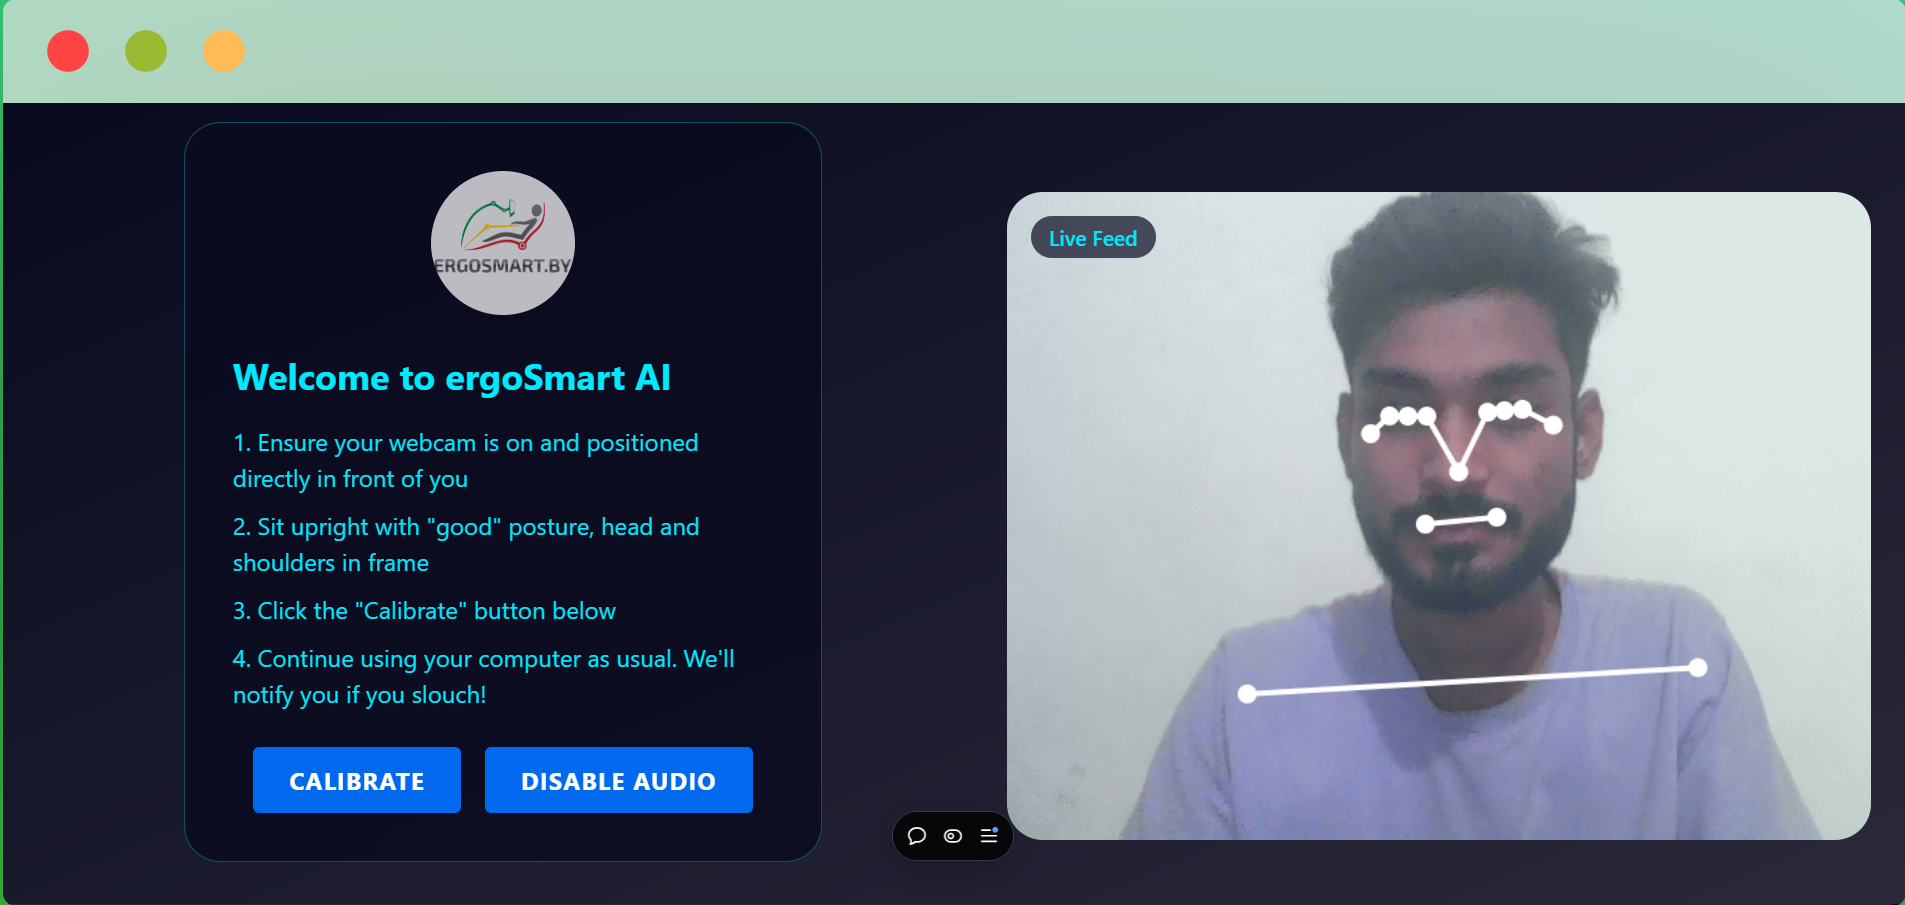 ERGOSMART.BY
Welcome to ergoSmart AI
1. Ensure your webcam is on and positioned
directly in front of you
2. Sit upright with "good" posture, head and
shoulders in frame
3. Click the "Calibrate" button below
4. Continue using your computer as usual. We'll
notify you if you slouch!
CALIBRATE
DISABLE AUDIO
Live Feed